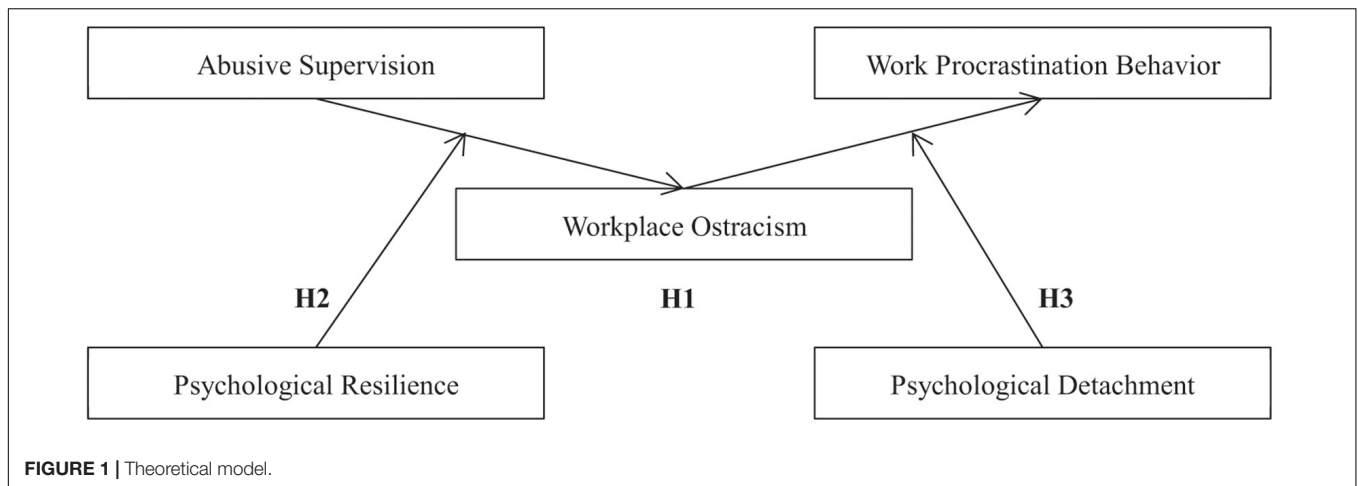 Abusive Supervision
Work Procrastination Behavior
Workplace Ostracism
H2
H1
H3
Psychological Resilience
Psychological Detachment
FIGURE 1 | Theoretical model.